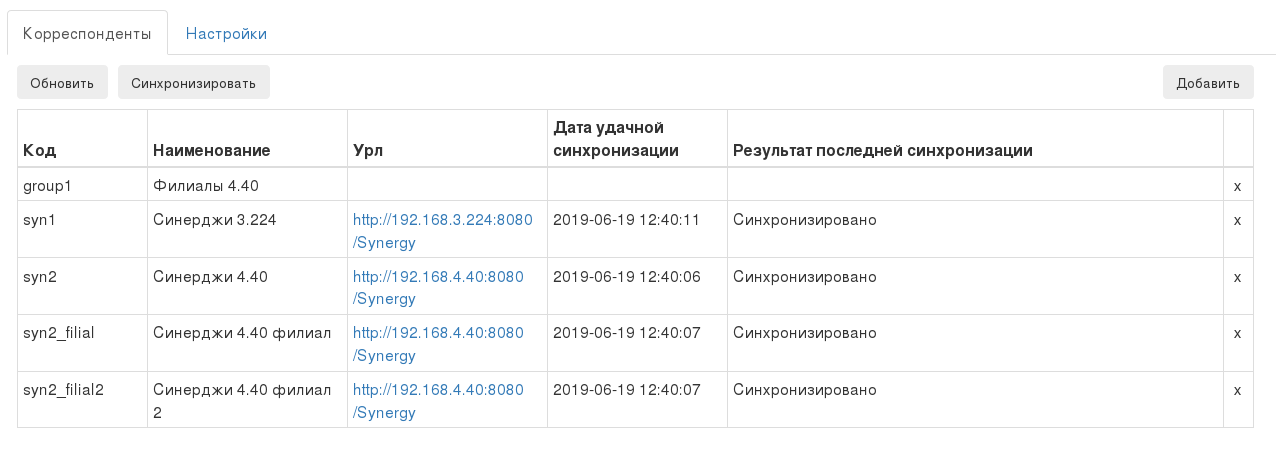 Корреспонденты Настройки
Обновить Синхронизировать Добавить
Код Наименование Урл Дата удачной синхронизации Результат последней синхронизации
group1 Филиалы 4.40 x
syn1 Синерджи 3.224 http://192.168.3.224:8080 2019-06-19 12:40:11 Синхронизировано x
/Synergy
syn2 Синерджи 4.40 http://192.168.4.40:8080 2019-06-19 12:40:06 Синхронизировано x
/Synergy
syn2_filial Синерджи 4.40 филиал http://192.168.4.40:8080 2019-06-19 12:40:07 Синхронизировано x
/Synergy
syn2_filial2 Синерджи 4.40 филиал http://192.168.4.40:8080 2019-06-19 12:40:07 Синхронизировано x
2 /Synergy